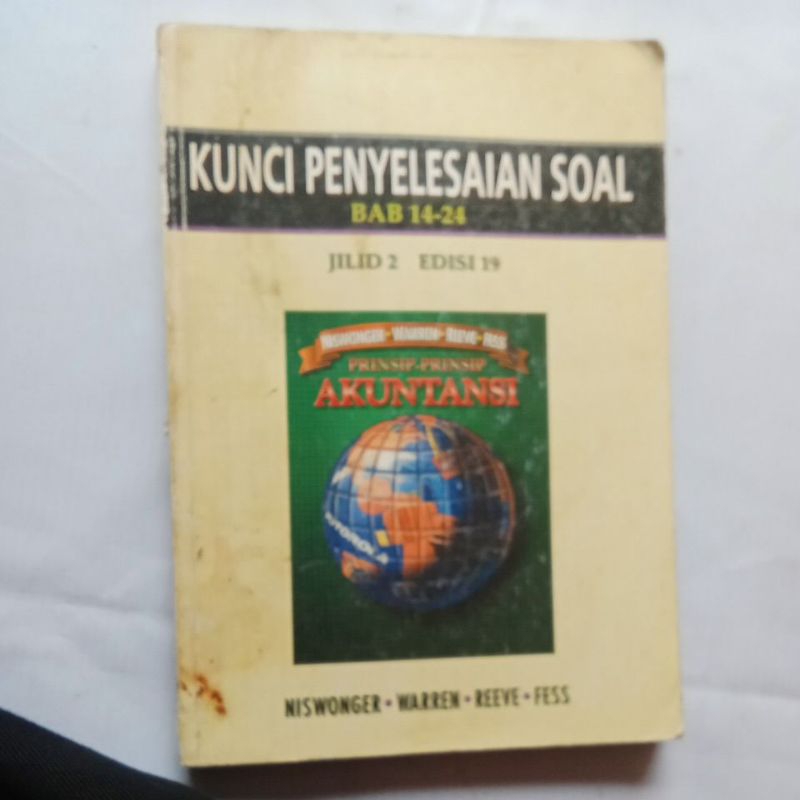 KUNCI PENYELESAIAN SOAL
BAB 14-24
JILID 2 EDISI 19
NISWONGER • WARREN • REEVE • FESS
PRINSIP-PRINSIP
AKUNTANSI
MOTOROLA
NISWONGER • WARREN • REEVE • FESS